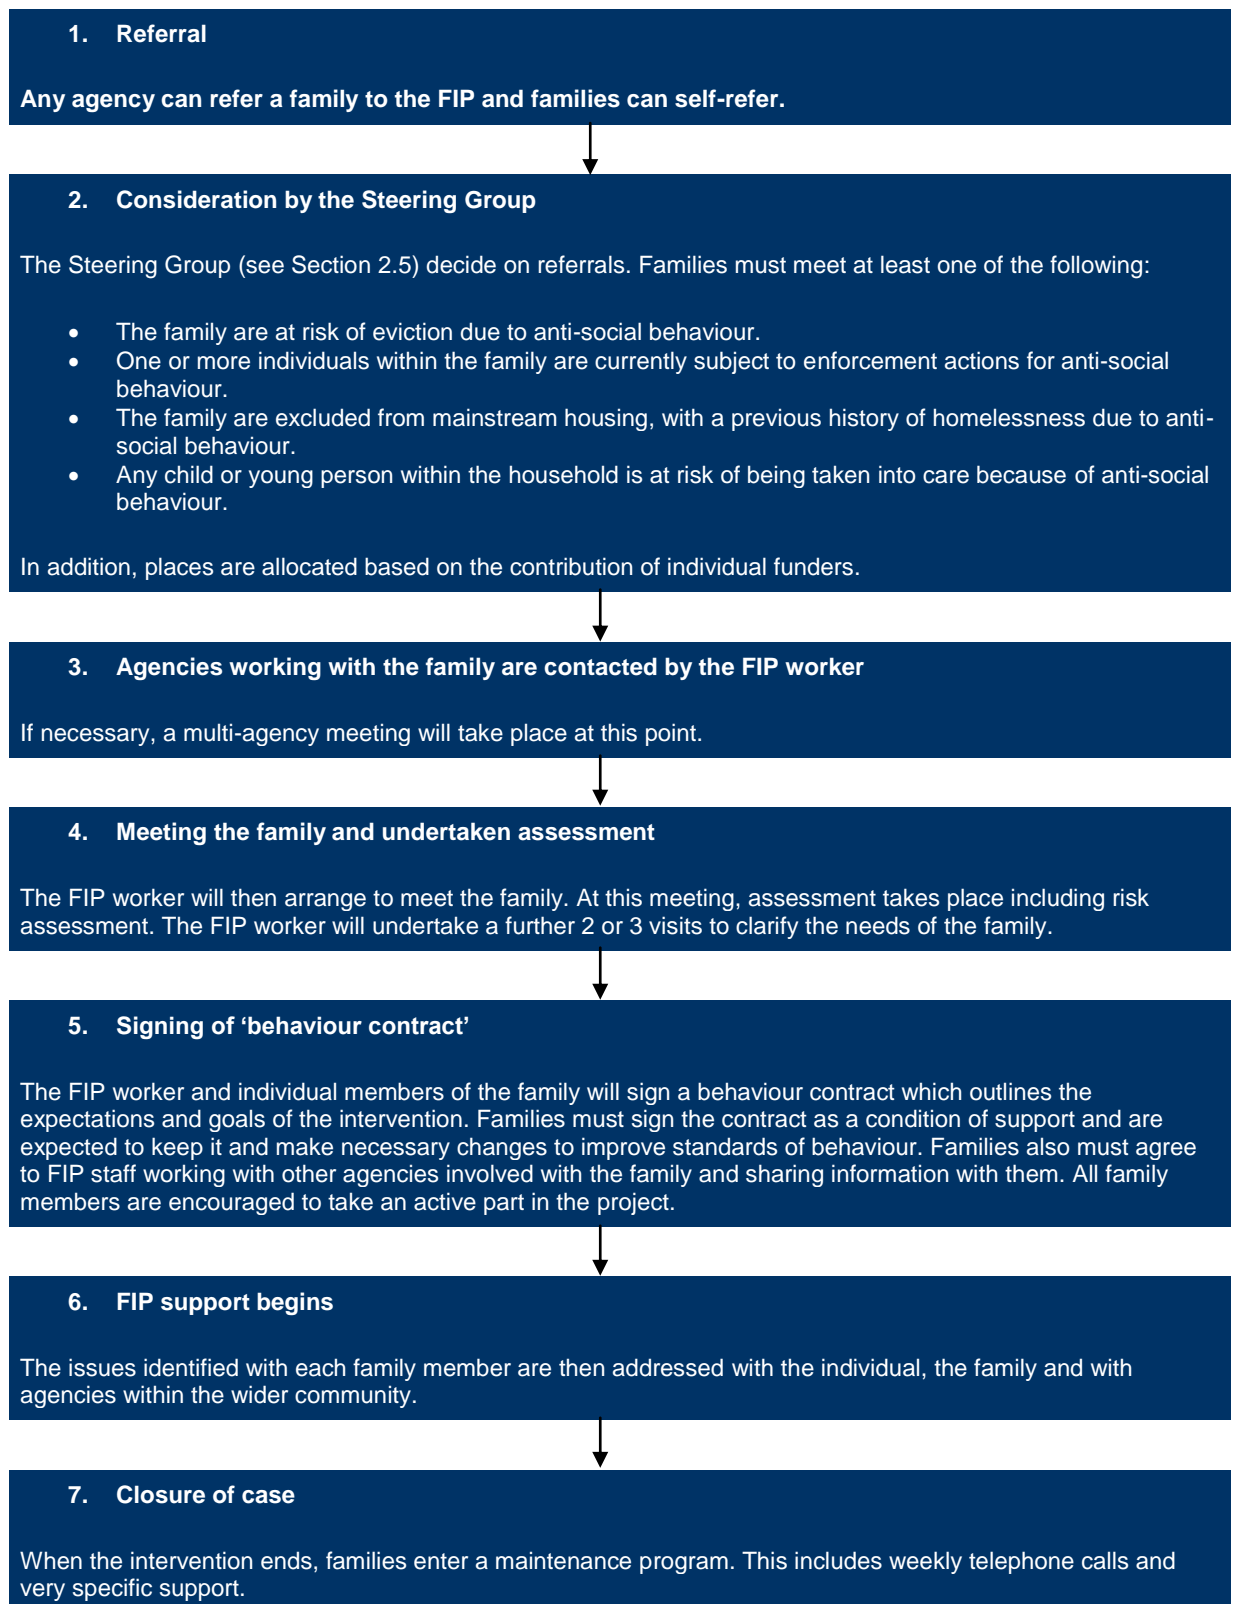 1. Referral
Any agency can refer a family to the FIP and families can self-refer.
2. Consideration by the Steering Group
The Steering Group (see Section 2.5) decide on referrals. Families must meet at least one of the following:
• The family are at risk of eviction due to anti-social behaviour.
• One or more individuals within the family are currently subject to enforcement actions for anti-social
behaviour.
• The family are excluded from mainstream housing, with a previous history of homelessness due to anti-
social behaviour.
• Any child or young person within the household is at risk of being taken into care because of anti-social
behaviour.
In addition, places are allocated based on the contribution of individual funders.
3. Agencies working with the family are contacted by the FIP worker
If necessary, a multi-agency meeting will take place at this point.
4. Meeting the family and undertaken assessment
The FIP worker will then arrange to meet the family. At this meeting, assessment takes place including risk
assessment. The FIP worker will undertake a further 2 or 3 visits to clarify the needs of the family.
5. Signing of ‘behaviour contract’
The FIP worker and individual members of the family will sign a behaviour contract which outlines the
expectations and goals of the intervention. Families must sign the contract as a condition of support and are
expected to keep it and make necessary changes to improve standards of behaviour. Families also must agree
to FIP staff working with other agencies involved with the family and sharing information with them. All family
members are encouraged to take an active part in the project.
6. FIP support begins
The issues identified with each family member are then addressed with the individual, the family and with
agencies within the wider community.
7. Closure of case
When the intervention ends, families enter a maintenance program. This includes weekly telephone calls and
very specific support.